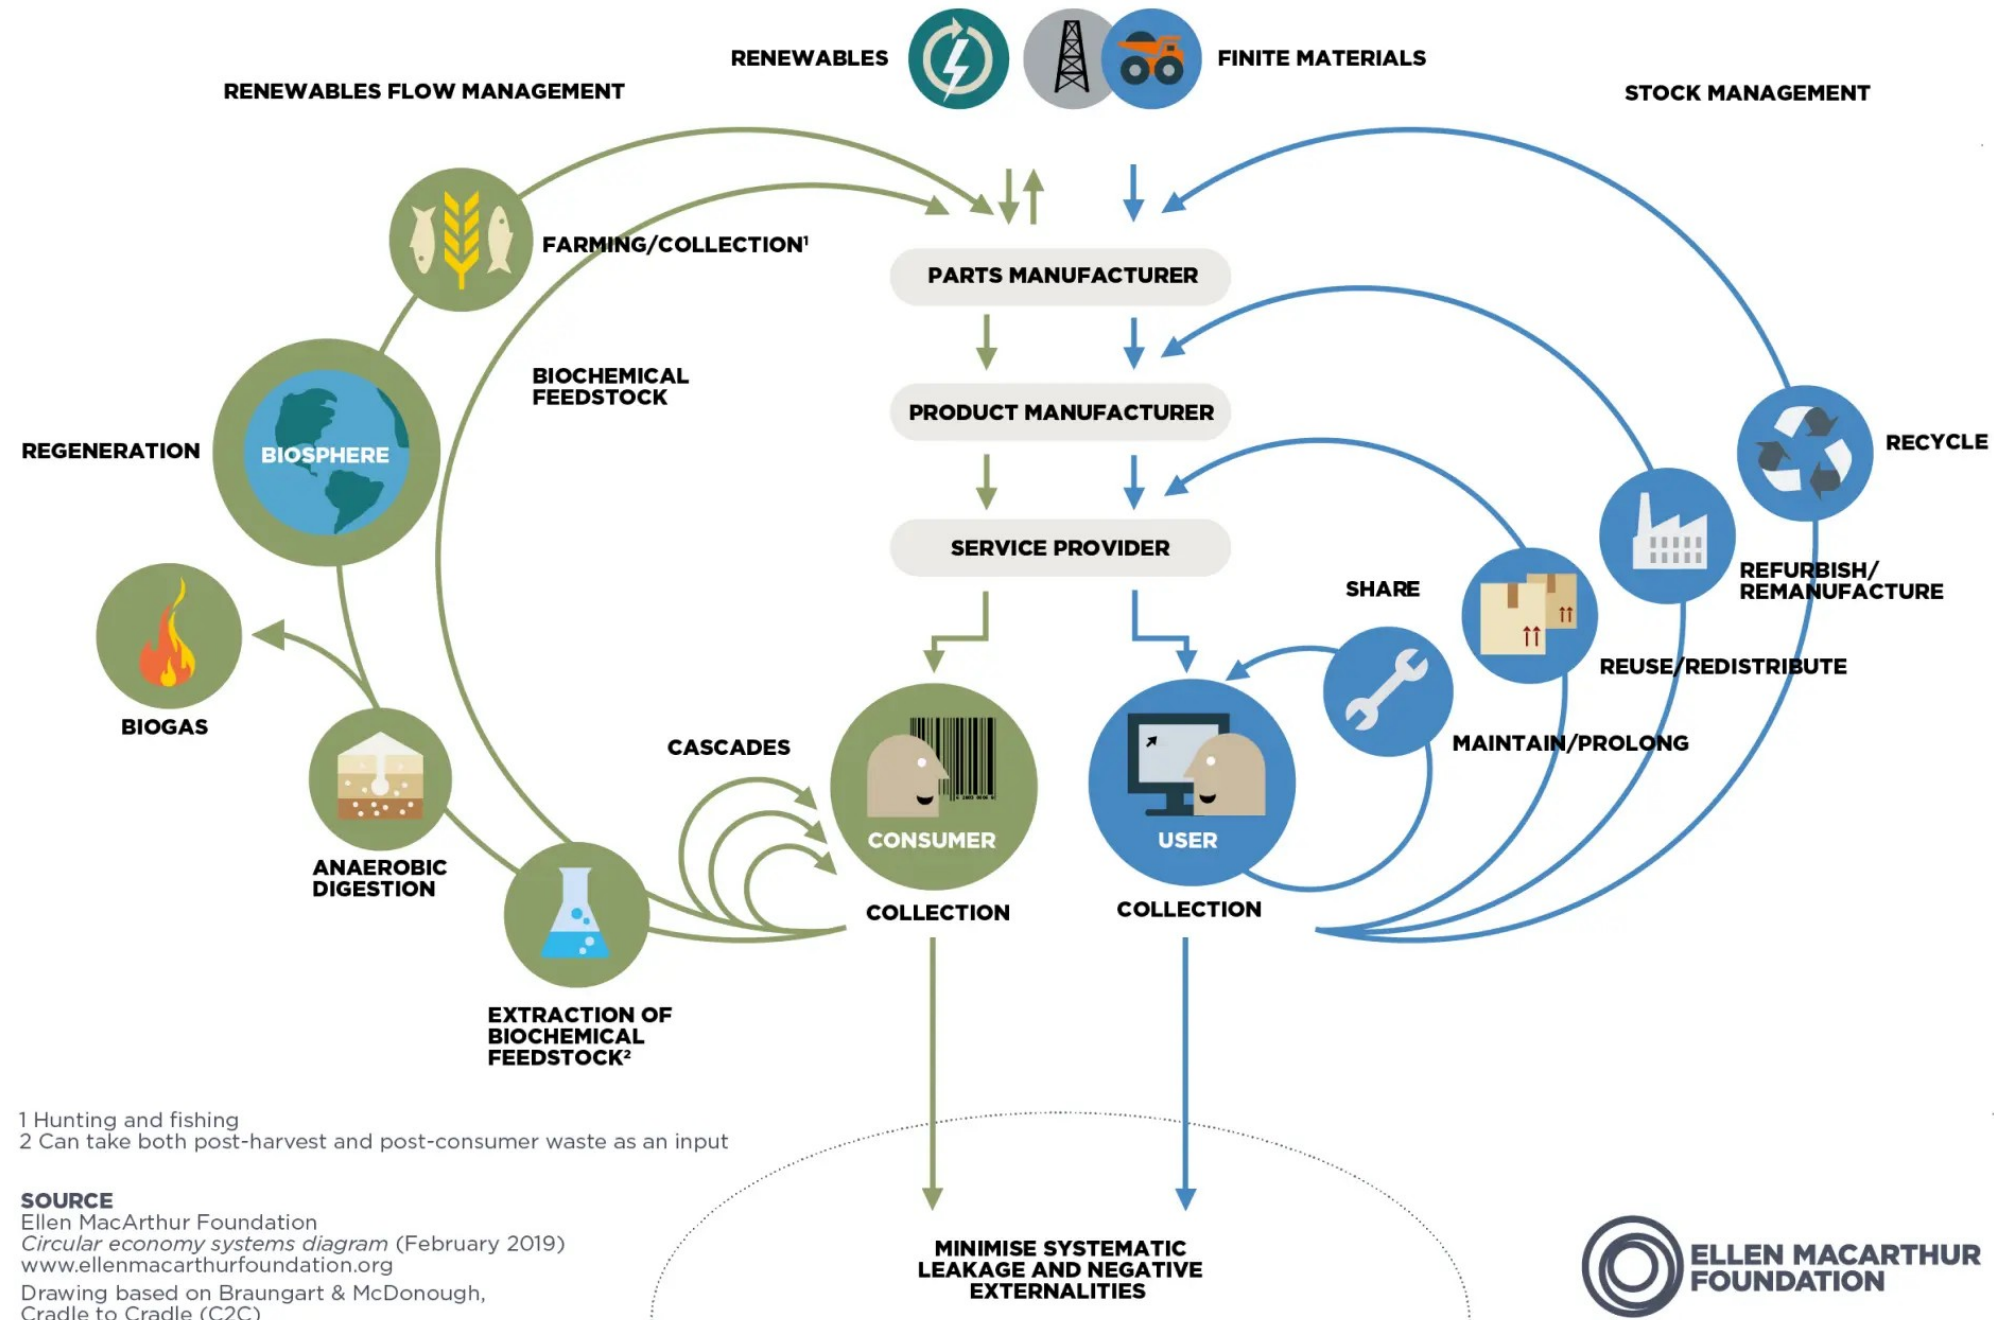 RENEWABLES
FINITE MATERIALS
RENEWABLES FLOW MANAGEMENT
STOCK MANAGEMENT
FARMING/COLLECTION¹
PARTS MANUFACTURER
BIOCHEMICAL
FEEDSTOCK
PRODUCT MANUFACTURER
REGENERATION
BIOSPHERE
RECYCLE
SERVICE PROVIDER
SHARE
REFURBISH/
REMANUFACTURE
REUSE/REDISTRIBUTE
BIOGAS
CASCADES
MAINTAIN/PROLONG
CONSUMER
USER
ANAEROBIC
DIGESTION
COLLECTION
COLLECTION
EXTRACTION OF
BIOCHEMICAL
FEEDSTOCK²
1 Hunting and fishing
2 Can take both post-harvest and post-consumer waste as an input
SOURCE
Ellen MacArthur Foundation
Circular economy systems diagram (February 2019)
www.ellenmacarthurfoundation.org
Drawing based on Braungart & McDonough,
Cradle to Cradle (C2C)
MINIMISE SYSTEMATIC
LEAKAGE AND NEGATIVE
EXTERNALITIES
ELLEN MACARTHUR
FOUNDATION